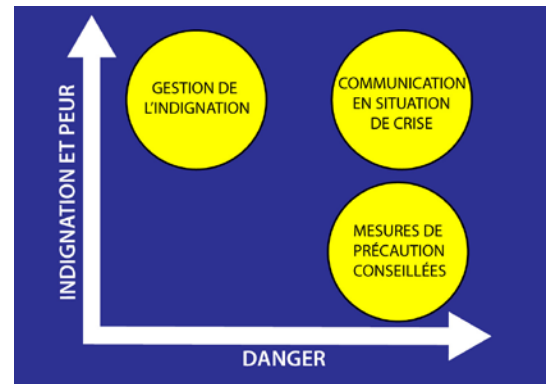 INDIGNATION ET PEUR
GESTION DE
L'INDIGNATION
COMMUNICATION
EN SITUATION
DE CRISE
MESURES DE
PRÉCAUTION
CONSEILLÉES
DANGER